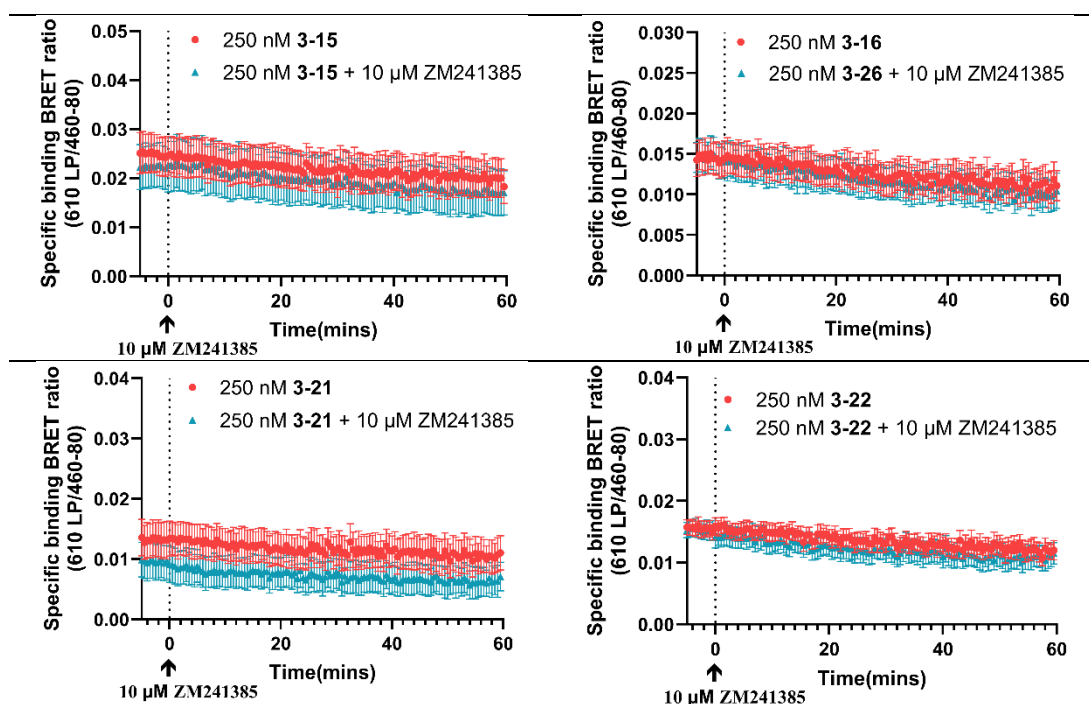 Specific binding BRET ratio
(610 LP/460-80)
0.05
0.04
0.03
0.02
0.01
0.00
250 nM 3-15
250 nM 3-15 + 10 μM ZM241385
0
20
40
60
Time(mins)
10 μM ZM241385
Specific binding BRET ratio
(610 LP/460-80)
0.030
0.025
0.020
0.015
0.010
0.005
0.000
250 nM 3-16
250 nM 3-26 + 10 μM ZM241385
0
20
40
60
Time(mins)
10 μM ZM241385
Specific binding BRET ratio
(610 LP/460-80)
0.04
0.03
0.02
0.01
0.00
250 nM 3-21
250 nM 3-21 + 10 μM ZM241385
0
20
40
60
Time(mins)
10 μM ZM241385
Specific binding BRET ratio
(610 LP/460-80)
0.04
0.03
0.02
0.01
0.00
250 nM 3-22
250 nM 3-22 + 10 μM ZM241385
0
20
40
60
Time(mins)
10 μM ZM241385